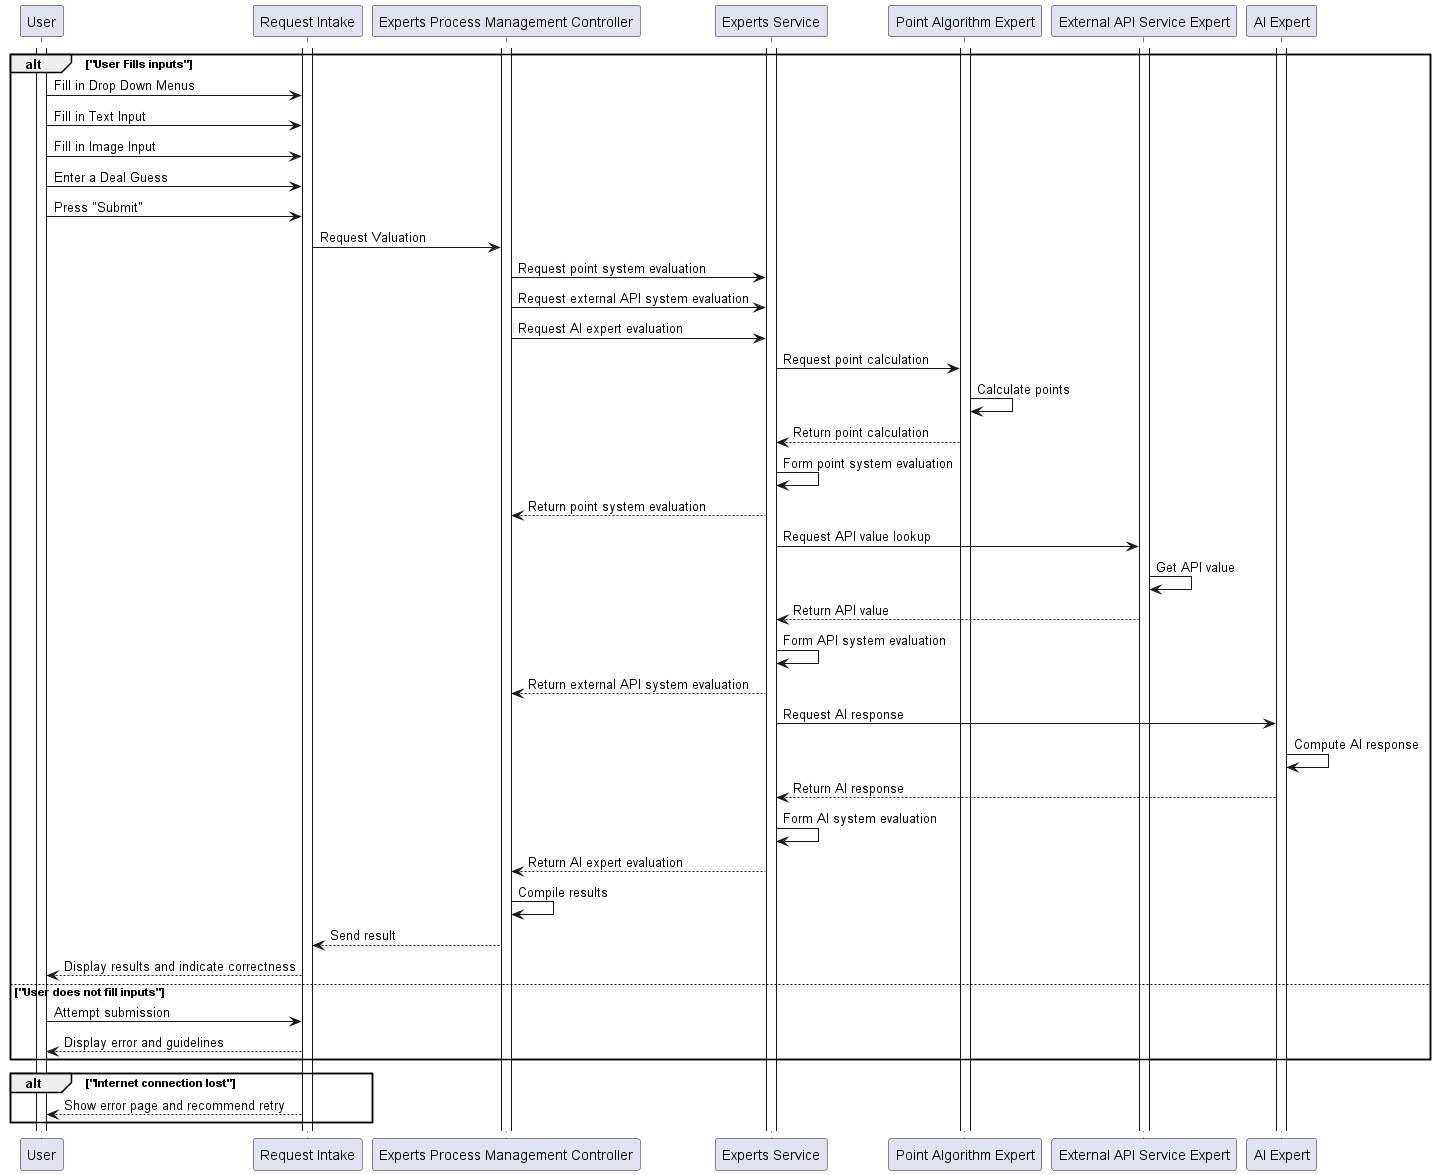 User
Request Intake
Experts Process Management Controller
Experts Service
Point Algorithm Expert
External API Service Expert
AI Expert
alt
["User Fills inputs"]
Fill in Drop Down Menus
Fill in Text Input
Fill in Image Input
Enter a Deal Guess
Press "Submit"
Request Valuation
Request point system evaluation
Request external API system evaluation
Request AI expert evaluation
Request point calculation
Calculate points
Return point calculation
Form point system evaluation
Return point system evaluation
Request API value lookup
Get API value
Return API value
Form API system evaluation
Return external API system evaluation
Request AI response
Compute AI response
Return AI response
Form AI system evaluation
Return AI expert evaluation
Compile results
Send result
Display results and indicate correctness
["User does not fill inputs"]
Attempt submission
Display error and guidelines
alt
["Internet connection lost"]
Show error page and recommend retry
User
Request Intake
Experts Process Management Controller
Experts Service
Point Algorithm Expert
External API Service Expert
AI Expert